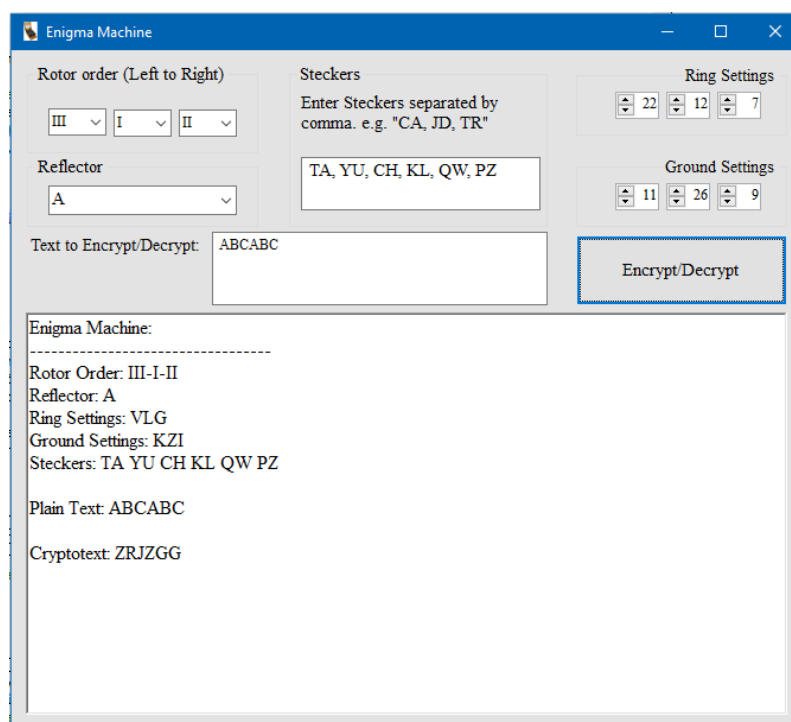 Enigma Machine
Rotor order (Left to Right)
III I II
Reflector
A
Steckers
Enter Steckers separated by
comma. e.g. "CA, JD, TR"
TA, YU, CH, KL, QW, PZ
Ring Settings
22 12 7
Ground Settings
11 26 9
Text to Encrypt/Decrypt: ABCABC
Encrypt/Decrypt
Enigma Machine:
---------------------------------
Rotor Order: III-I-II
Reflector: A
Ring Settings: VLG
Ground Settings: KZI
Steckers: TA YU CH KL QW PZ
Plain Text: ABCABC
Cryptotext: ZRJZGG